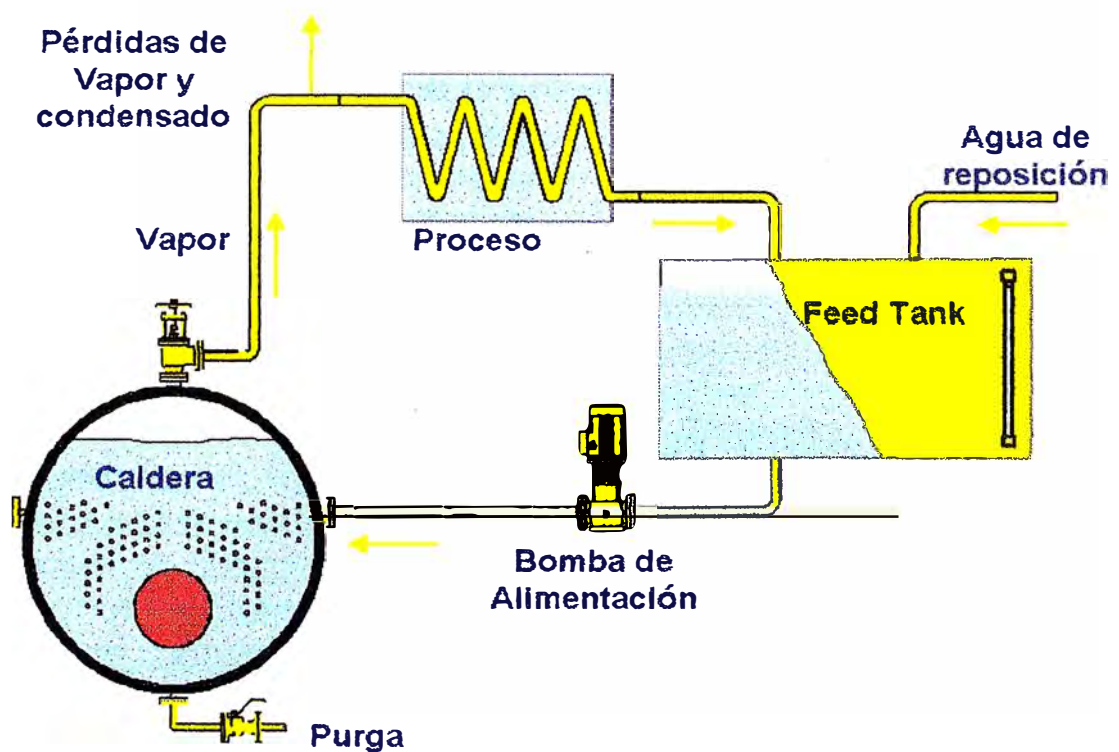 Pérdidas de
Vapor y
condensado
Agua de
reposición
Vapor
Proceso
Feed Tank
Caldera
Bomba de
Alimentación
Purga